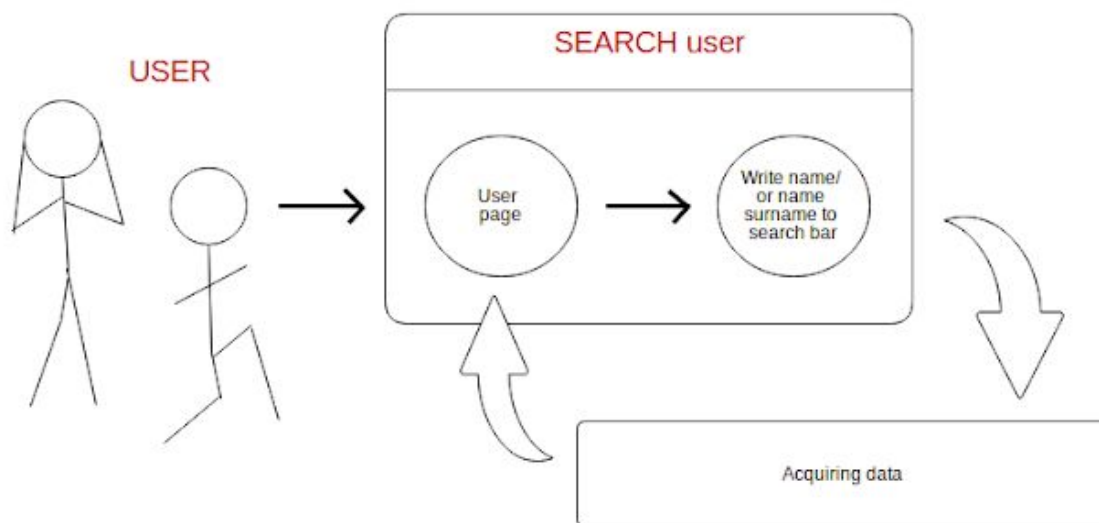 SEARCH user
USER
User
page
Write name/
or name
surname to
search bar
Acquiring data